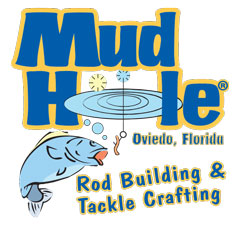 Mud
Hole®
Oviedo, Florida
Rod Building &
Tackle Crafting